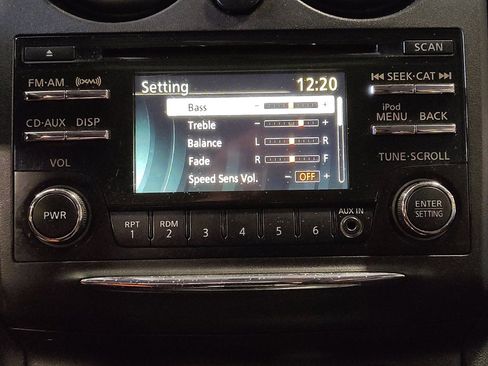 SCAN
FM·AM (XM)
SEEK·CAT
CD·AUX DISP
iPod
MENU BACK
Setting 12:20
Bass - +
Treble - +
Balance L R
Fade R F
Speed Sens Vol. - OFF +
VOL
TUNE·SCROLL
PWR
ENTER
SETTING
RPT
1
RDM
2
3
4
5
6
AUX IN